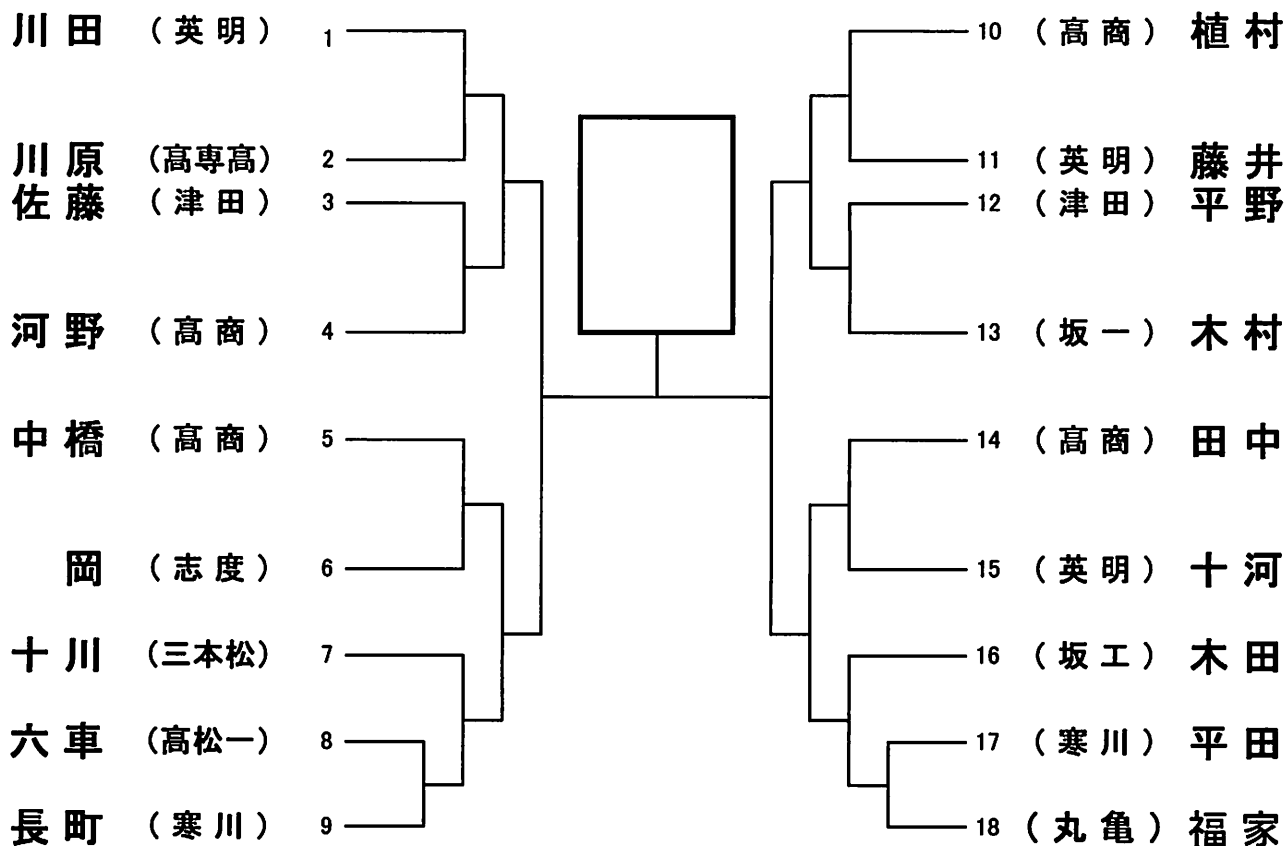 川田 (英明) 1
川原 (高専高) 2
佐藤 (津田) 3
河野 (高商) 4
中橋 (高商) 5
岡 (志度) 6
十川 (三本松) 7
六車 (高松一) 8
長町 (寒川) 9
10 (高商) 植村
11 (英明) 藤井
12 (津田) 平野
13 (坂一) 木村
14 (高商) 田中
15 (英明) 十河
16 (坂工) 木田
17 (寒川) 平田
18 (丸亀) 福家